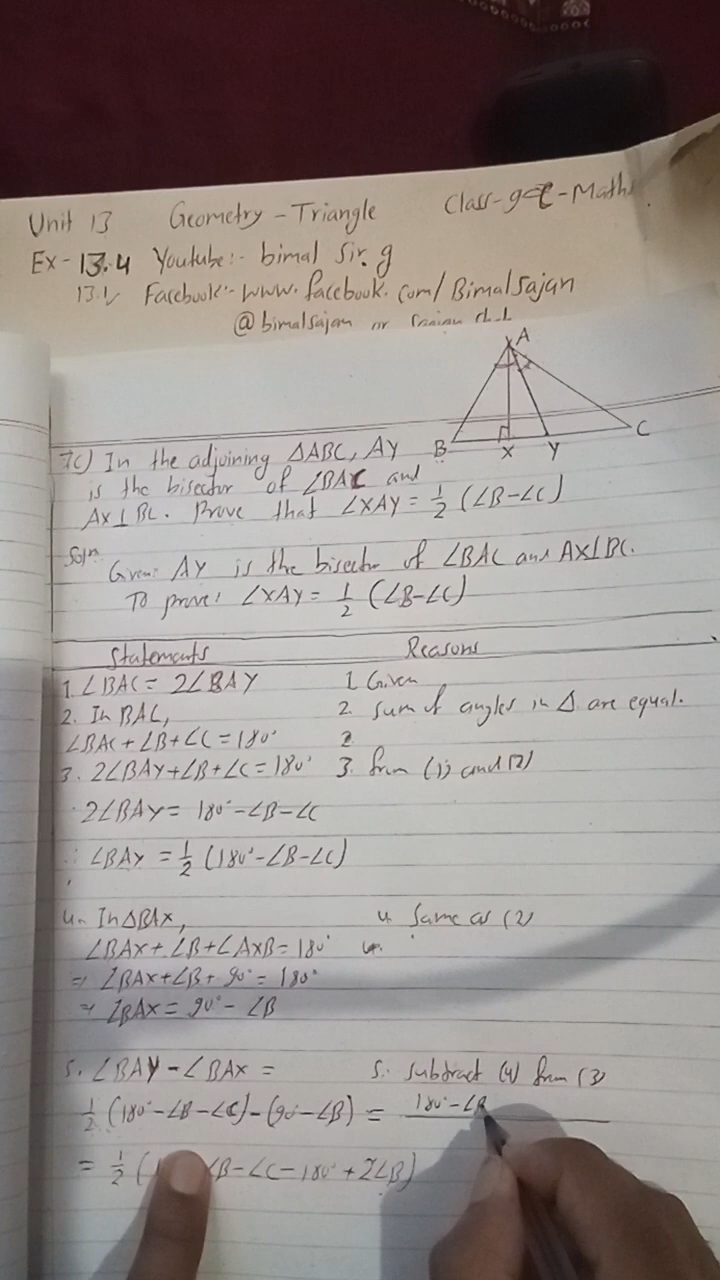 Unit 13 Geometry - Triangle Class-9 - Maths
Ex-13.4 Youtube:- bimal Sir. g
13.1 Facebook:- www.facebook.com/Bimalsajan
@bimalsajan or
A
B X Y C
7c) In the adjoining ΔABC, AY
is the bisector of ∠BAC and
AX⊥BC. Prove that ∠XAY = 1/2 (∠B-∠C)
Soln
Given: AY is the bisector of ∠BAC and AX⊥BC.
To prove: ∠XAY = 1/2 (∠B-∠C)
Statements Reasons
1. ∠BAC = 2∠BAY 1. Given
2. In BAC, 2. sum of angles in Δ are equal.
∠BAC + ∠B + ∠C = 180° 2
3. 2∠BAY + ∠B + ∠C = 180° 3. from (1) and (2)
2∠BAY = 180° - ∠B - ∠C
∴ ∠BAY = 1/2 (180° - ∠B - ∠C)
4. In ΔBAX, 4. Same as (2)
∠BAX + ∠B + ∠AXB = 180° 4.
⇒ ∠BAX + ∠B + 90° = 180°
⇒ ∠BAX = 90° - ∠B
5. ∠BAY - ∠BAX = 5. subtract (4) from (3)
1/2 (180° - ∠B - ∠C) - (90° - ∠B) = 180° - ∠B
= 1/2 ( ∠B - ∠C - 180° + 2∠B)